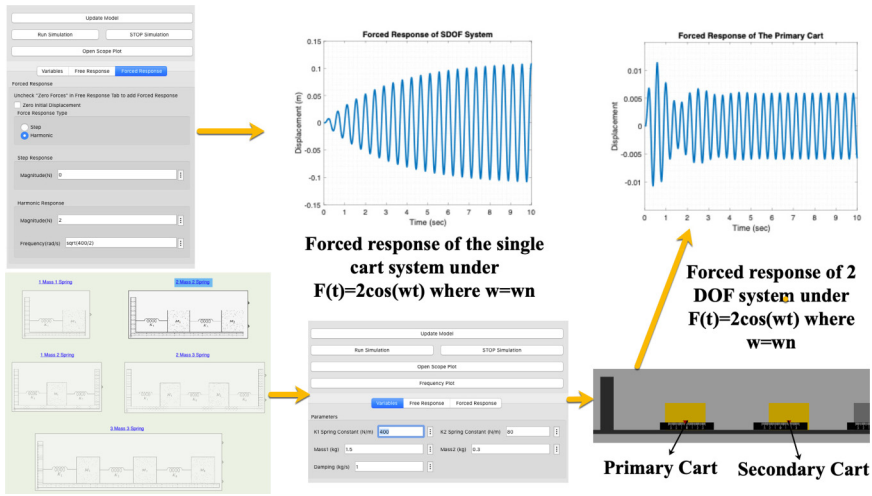 Update Model
Run Simulation
STOP Simulation
Open Scope Plot
Variables
Free Response
Forced Response
Forced Response
Uncheck "Zero Forces" in Free Response Tab to add Forced Response
Zero Initial Displacement
Force Response Type
Step
Harmonic
Step Response
Magnitude(N)
0
Harmonic Response
Magnitude(N)
2
Frequency(rad/s)
sqrt(400/2)
Forced Response of SDOF System
Displacement (m)
0.15
0.1
0.05
0
-0.05
-0.1
-0.15
0 1 2 3 4 5 6 7 8 9 10
Time (sec)
Forced response of the single
cart system under
F(t)=2cos(wt) where w=wn
Forced Response of The Primary Cart
Displacement
0.01
0.005
0
-0.005
-0.01
0 1 2 3 4 5 6 7 8 9 10
Time (sec)
Forced response of 2
DOF system under
F(t)=2cos(wt) where
w=wn
1 Mass 1 Spring
2 Mass 2 Spring
1 Mass 2 Spring
2 Mass 3 Spring
3 Mass 3 Spring
Update Model
Run Simulation
STOP Simulation
Open Scope Plot
Frequency Plot
Variables
Free Response
Forced Response
Parameters
K1 Spring Constant (N/m)
400
K2 Spring Constant (N/m)
80
Mass1 (kg)
1.5
Mass2 (kg)
0.3
Damping (kg/s)
1
Primary Cart
Secondary Cart